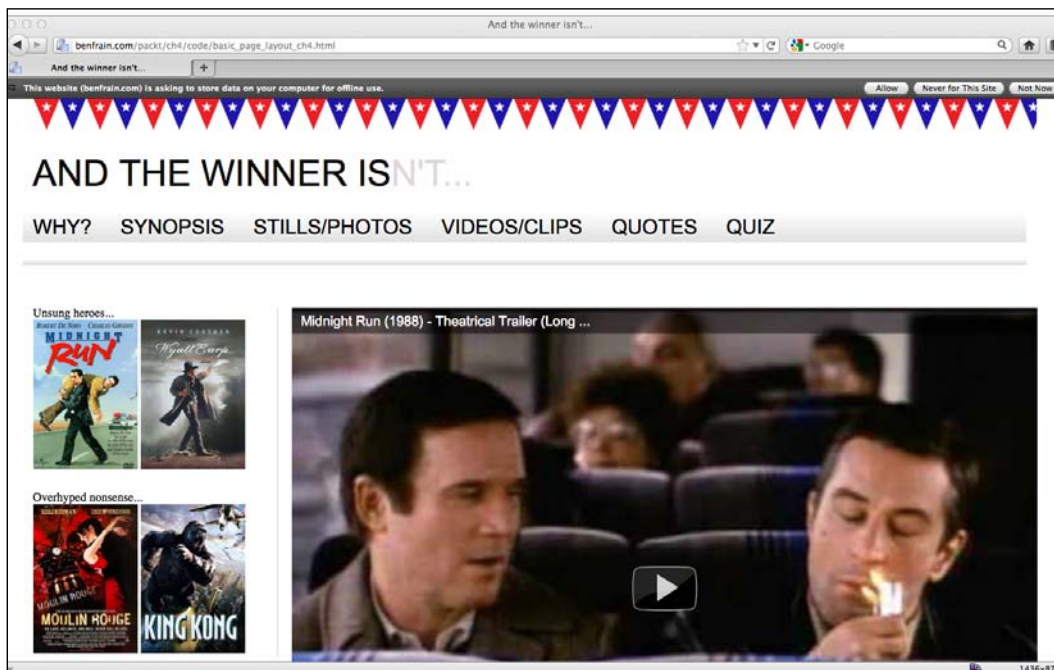 And the winner isn't...
benfrain.com/packt/ch4/code/basic_page_layout_ch4.html
Google
And the winner isn't...
+
This website (benfrain.com) is asking to store data on your computer for offline use.
Allow
Never for This Site
Not Now
AND THE WINNER ISN'T...
WHY? SYNOPSIS STILLS/PHOTOS VIDEOS/CLIPS QUOTES QUIZ
Unsung heroes...
ROBERT DE NIRO CHARLES GRODIN
MIDNIGHT
RUN
KEVIN COSTNER
Wyatt Earp
Midnight Run (1988) - Theatrical Trailer (Long ...
Overhyped nonsense...
MOULIN ROUGE
MOULIN ROUGE
KING KONG